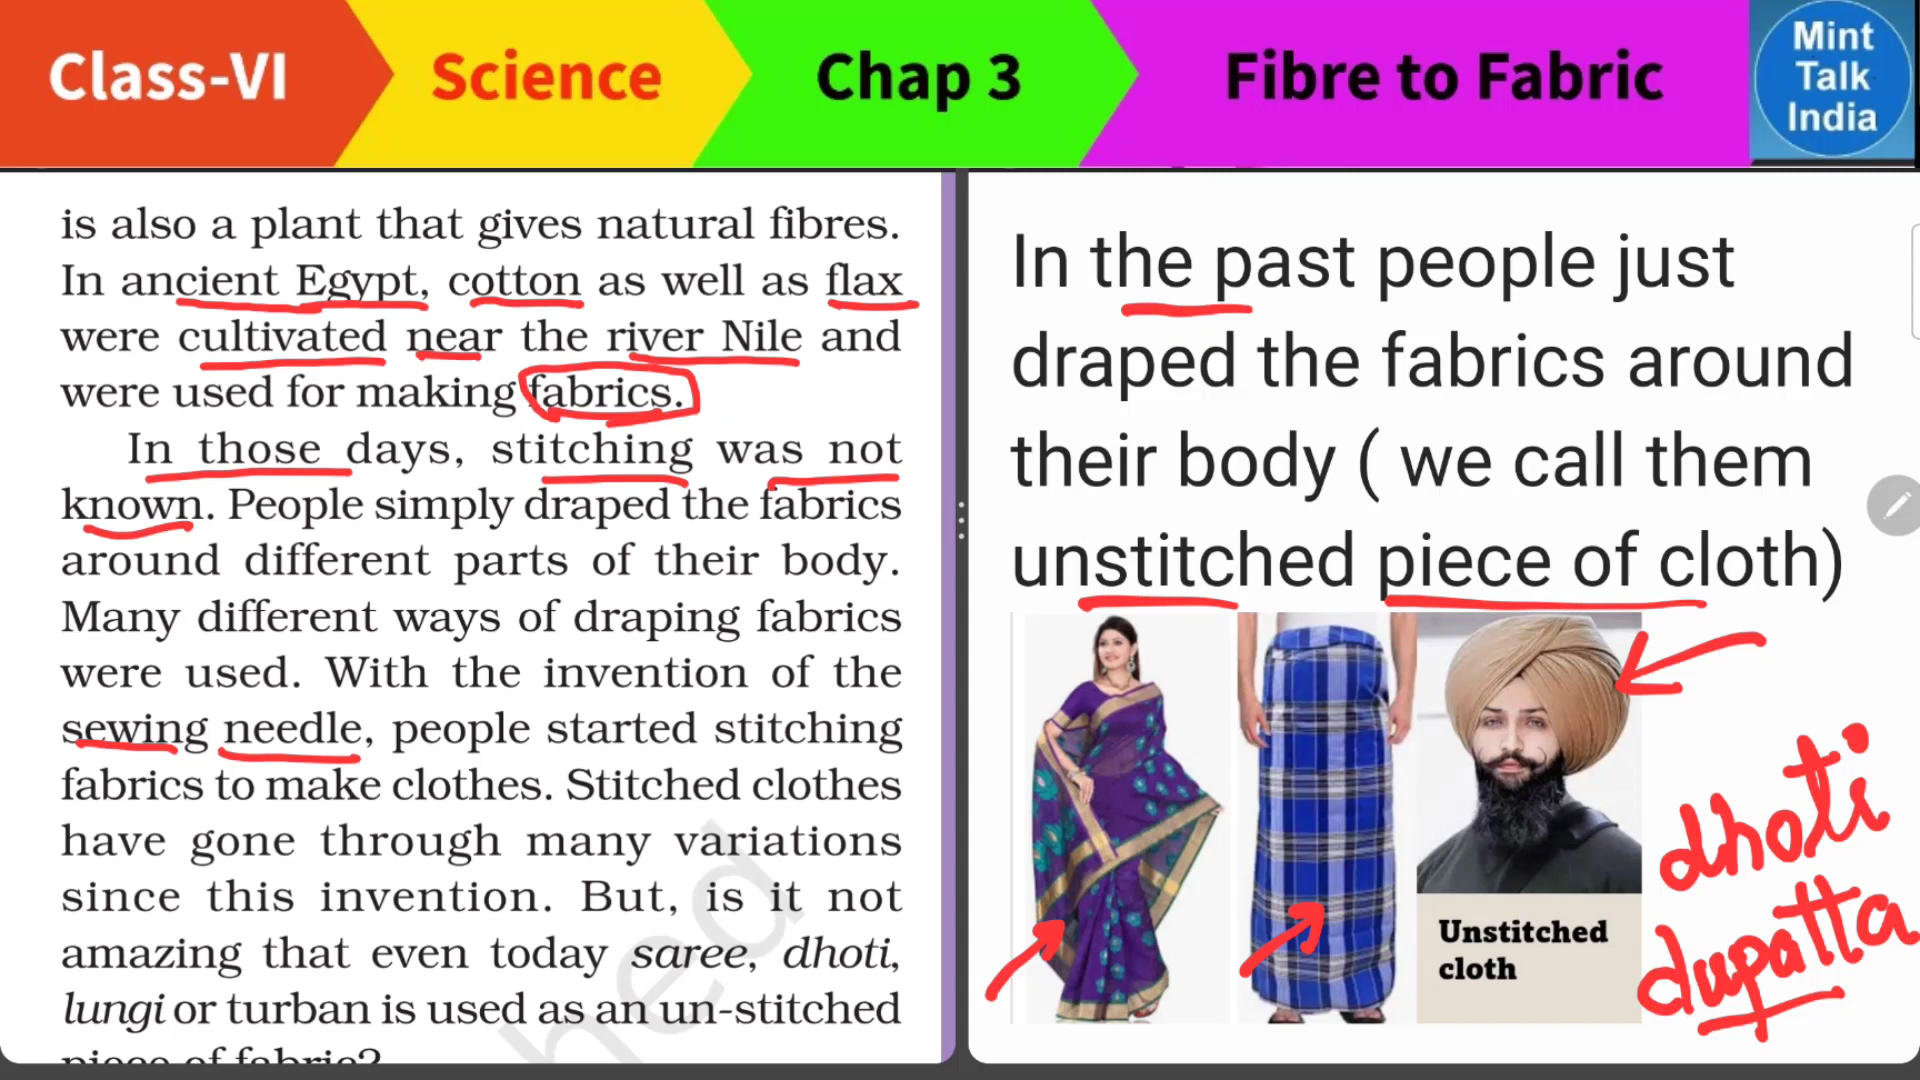 Class-VI
Science
Chap 3
Fibre to Fabric
Mint
Talk
India
is also a plant that gives natural fibres.
In ancient Egypt, cotton as well as flax
were cultivated near the river Nile and
were used for making fabrics.
In those days, stitching was not
known. People simply draped the fabrics
around different parts of their body.
Many different ways of draping fabrics
were used. With the invention of the
sewing needle, people started stitching
fabrics to make clothes. Stitched clothes
have gone through many variations
since this invention. But, is it not
amazing that even today saree, dhoti,
lungi or turban is used as an un-stitched
piece of fabric?
hed
In the past people just
draped the fabrics around
their body ( we call them
unstitched piece of cloth)
Unstitched
cloth
dhoti
dupatta